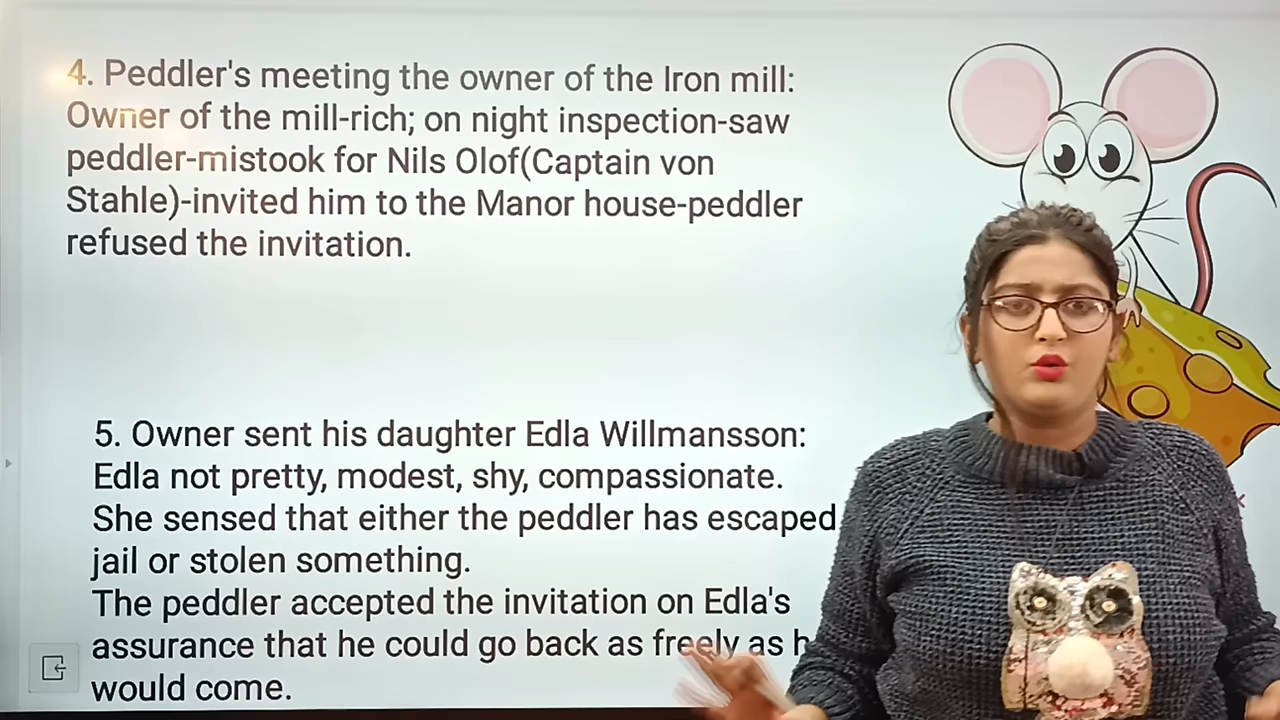 4. Peddler's meeting the owner of the Iron mill:
Owner of the mill-rich; on night inspection-saw
peddler-mistook for Nils Olof(Captain von
Stahle)-invited him to the Manor house-peddler
refused the invitation.
5. Owner sent his daughter Edla Willmansson:
Edla not pretty, modest, shy, compassionate.
She sensed that either the peddler has escaped
jail or stolen something.
The peddler accepted the invitation on Edla's
assurance that he could go back as freely as
would come.